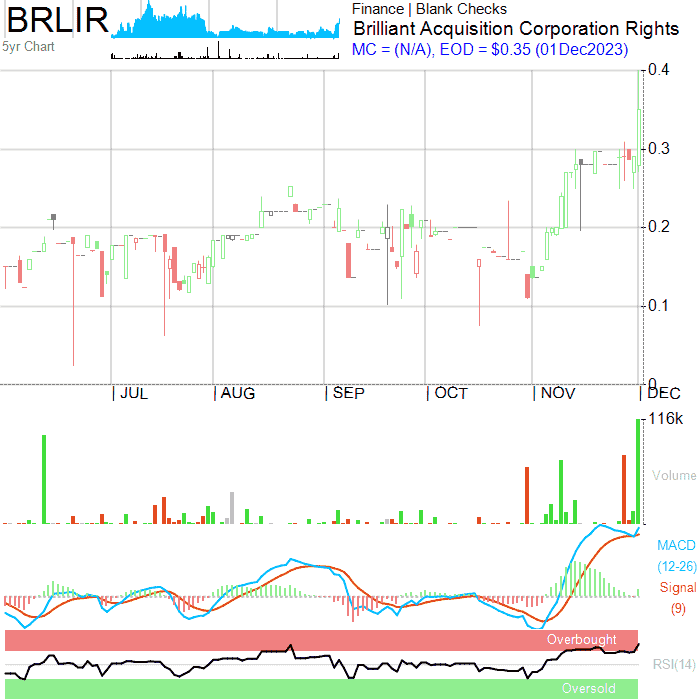 BRLIR
5yr Chart
Finance | Blank Checks
Brilliant Acquisition Corporation Rights
MC = (N/A), EOD = $0.35 (01Dec2023)
0.4
0.3
0.2
0.1
0
JUL AUG SEP OCT NOV DEC
116k
Volume
MACD
(12-26)
Signal
(9)
Overbought
RSI(14)
Oversold